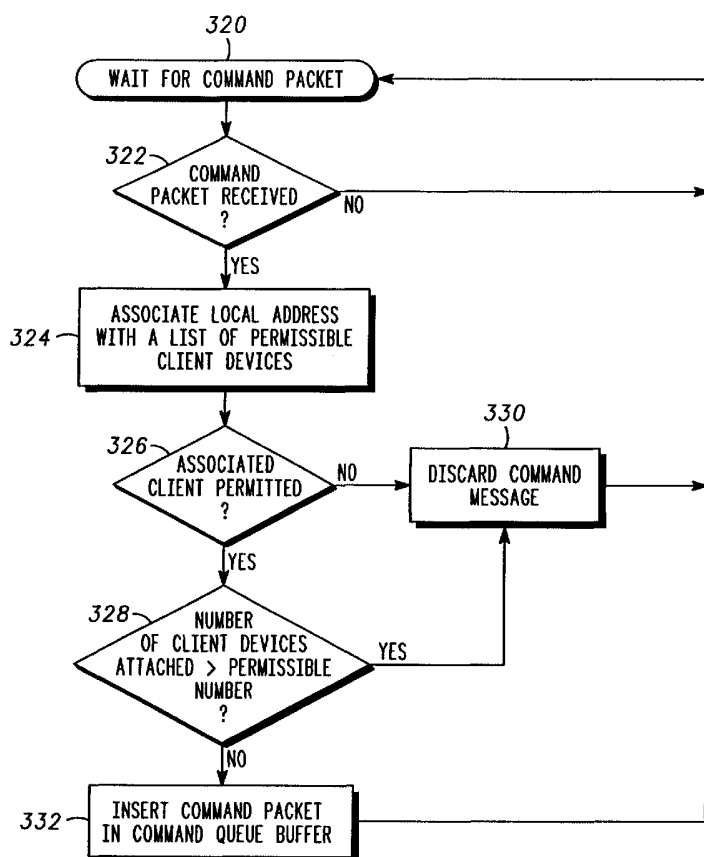 320
WAIT FOR COMMAND PACKET
322
COMMAND
PACKET RECEIVED
?
NO
YES
324
ASSOCIATE LOCAL ADDRESS
WITH A LIST OF PERMISSIBLE
CLIENT DEVICES
326
ASSOCIATED
CLIENT PERMITTED
?
NO
YES
330
DISCARD COMMAND
MESSAGE
328
NUMBER
OF CLIENT DEVICES
ATTACHED > PERMISSIBLE
NUMBER
?
YES
NO
332
INSERT COMMAND PACKET
IN COMMAND QUEUE BUFFER